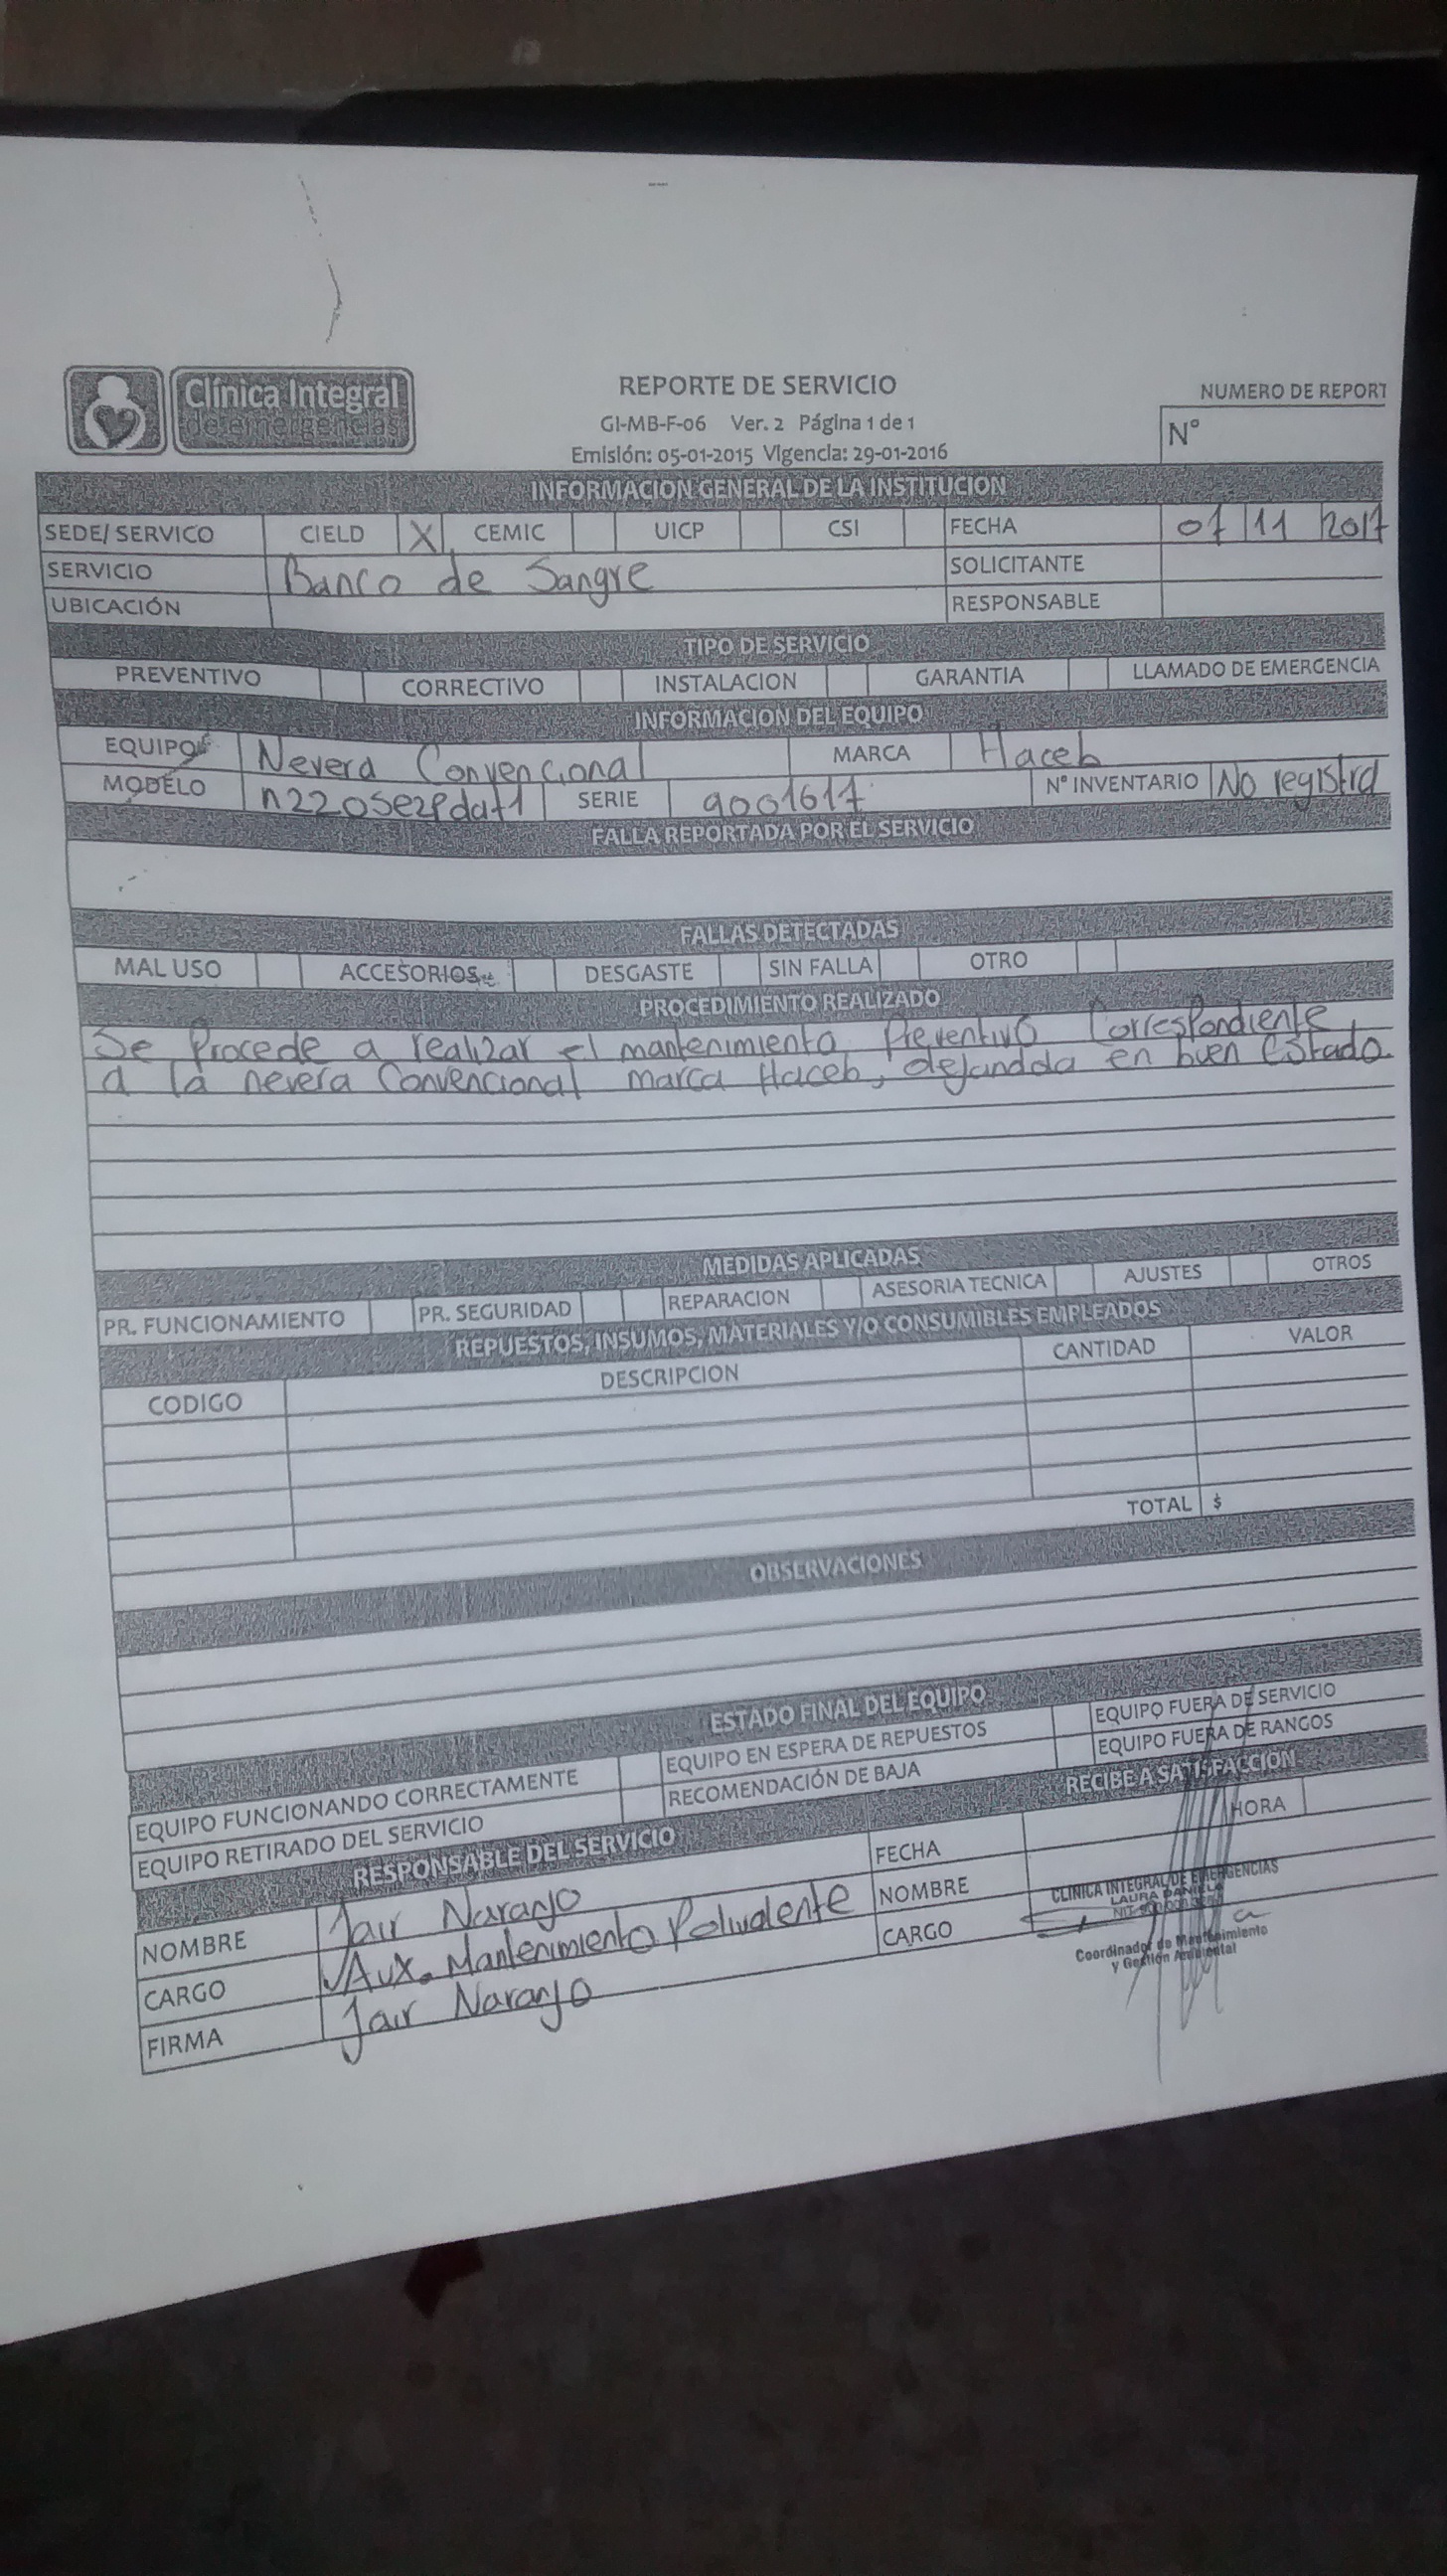 Clínica Integral
de emergencias
REPORTE DE SERVICIO
GI-MB-F-06 Ver. 2 Página 1 de 1
Emisión: 05-01-2015 Vigencia: 29-01-2016
NUMERO DE REPORT
N°
INFORMACION GENERAL DE LA INSTITUCION
SEDE/ SERVICO CIELD X CEMIC UICP CSI FECHA 07 11 2017
SERVICIO Banco de Sangre SOLICITANTE
UBICACIÓN RESPONSABLE
TIPO DE SERVICIO
PREVENTIVO CORRECTIVO INSTALACION GARANTIA LLAMADO DE EMERGENCIA
INFORMACION DEL EQUIPO
EQUIPO Nevera Convencional MARCA Haceb
MODELO SERIE 9001617 N° INVENTARIO No registra
FALLA REPORTADA POR EL SERVICIO
FALLAS DETECTADAS
MAL USO ACCESORIOS DESGASTE SIN FALLA OTRO
PROCEDIMIENTO REALIZADO
Se Procede a realizar el mantenimiento Preventivo Correspondiente
a la nevera Convencional marca Haceb, dejandola en buen Estado
MEDIDAS APLICADAS
PR. FUNCIONAMIENTO PR. SEGURIDAD REPARACION ASESORIA TECNICA AJUSTES OTROS
REPUESTOS, INSUMOS, MATERIALES Y/O CONSUMIBLES EMPLEADOS
CODIGO DESCRIPCION CANTIDAD VALOR
TOTAL $
OBSERVACIONES
ESTADO FINAL DEL EQUIPO
EQUIPO FUNCIONANDO CORRECTAMENTE EQUIPO EN ESPERA DE REPUESTOS EQUIPO FUERA DE SERVICIO
EQUIPO RETIRADO DEL SERVICIO RECOMENDACIÓN DE BAJA EQUIPO FUERA DE RANGOS
RESPONSABLE DEL SERVICIO RECIBE A SATISFACCION
FECHA HORA
NOMBRE Jair Naranjo NOMBRE
CARGO Aux. Mantenimiento Polivalente CARGO
FIRMA Jair Naranjo
CLINICA INTEGRAL DE EMERGENCIAS
LAURA DANIELA
NIT.
Coordinador de Mantenimiento
y Gestión Ambiental